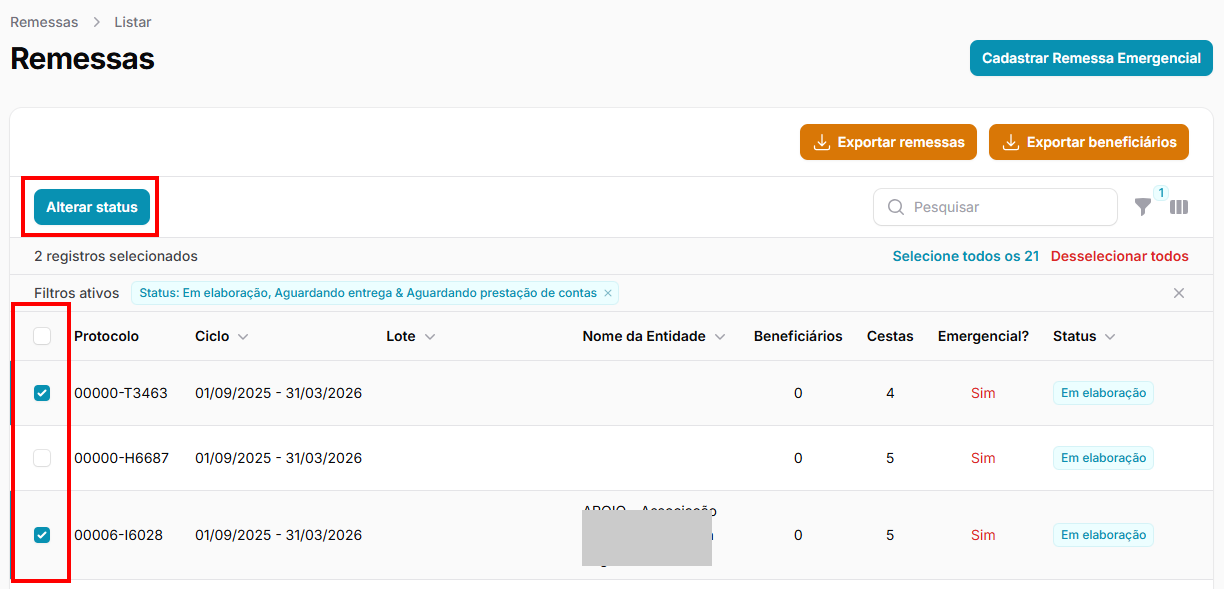 Remessas > Listar
Remessas
Cadastrar Remessa Emergencial
Exportar remessas Exportar beneficiários
Alterar status Pesquisar 1
2 registros selecionados Selecione todos os 21 Desselecionar todos
Filtros ativos Status: Em elaboração, Aguardando entrega & Aguardando prestação de contas ×
Protocolo Ciclo Lote Nome da Entidade Beneficiários Cestas Emergencial? Status
00000-T3463 01/09/2025 - 31/03/2026 0 4 Sim Em elaboração
00000-H6687 01/09/2025 - 31/03/2026 0 5 Sim Em elaboração
APOIO - Associação
00006-I6028 01/09/2025 - 31/03/2026 0 5 Sim Em elaboração